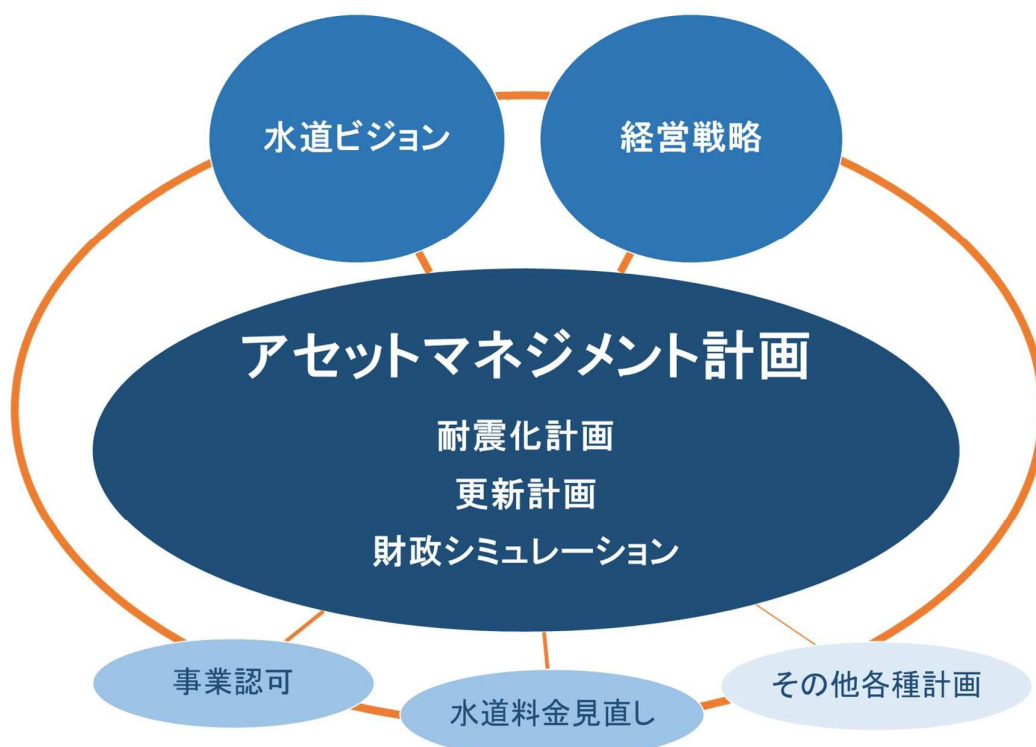 水道ビジョン
経営戦略
アセットマネジメント計画
耐震化計画
更新計画
財政シミュレーション
事業認可
水道料金見直し
その他各種計画